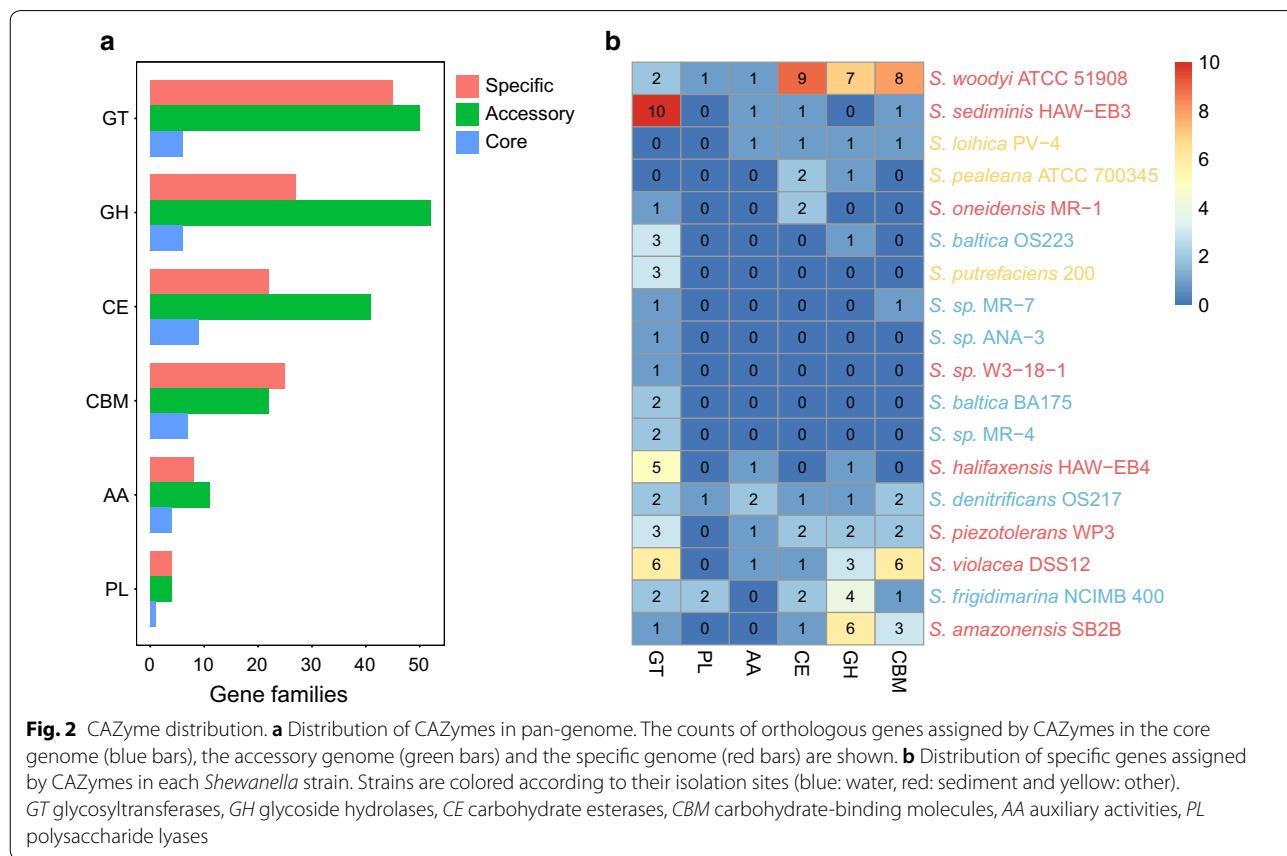 a
GT
GH
CE
CBM
AA
PL
0 10 20 30 40 50
Gene families
Specific
Accessory
Core
b
2 1 1 9 7 8 S. woodyi ATCC 51908
10 0 1 1 0 1 S. sediminis HAW−EB3
0 0 1 1 1 1 S. loihica PV−4
0 0 0 2 1 0 S. pealeana ATCC 700345
1 0 0 2 0 0 S. oneidensis MR−1
3 0 0 0 1 0 S. baltica OS223
3 0 0 0 0 0 S. putrefaciens 200
1 0 0 0 0 1 S. sp. MR−7
1 0 0 0 0 0 S. sp. ANA−3
1 0 0 0 0 0 S. sp. W3−18−1
2 0 0 0 0 0 S. baltica BA175
2 0 0 0 0 0 S. sp. MR−4
5 0 1 0 1 0 S. halifaxensis HAW−EB4
2 1 2 1 1 2 S. denitrificans OS217
3 0 1 2 2 2 S. piezotolerans WP3
6 0 1 1 3 6 S. violacea DSS12
2 2 0 2 4 1 S. frigidimarina NCIMB 400
1 0 0 1 6 3 S. amazonensis SB2B
GT PL AA CE GH CBM
10
8
6
4
2
0
Fig. 2 CAZyme distribution. a Distribution of CAZymes in pan-genome. The counts of orthologous genes assigned by CAZymes in the core
genome (blue bars), the accessory genome (green bars) and the specific genome (red bars) are shown. b Distribution of specific genes assigned
by CAZymes in each Shewanella strain. Strains are colored according to their isolation sites (blue: water, red: sediment and yellow: other).
GT glycosyltransferases, GH glycoside hydrolases, CE carbohydrate esterases, CBM carbohydrate-binding molecules, AA auxiliary activities, PL
polysaccharide lyases